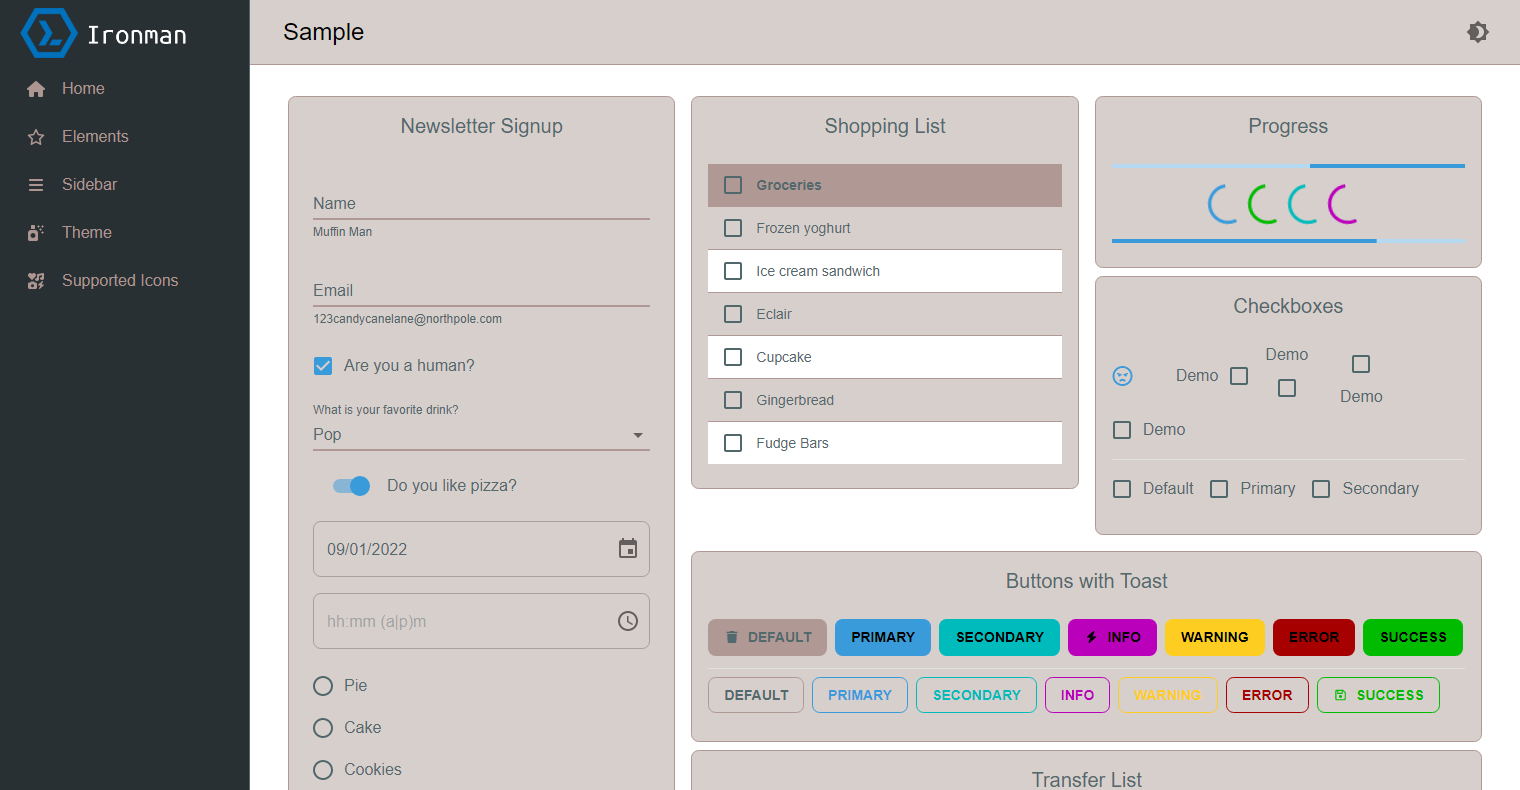 Ironman
Sample
Home
Elements
Sidebar
Theme
Supported Icons
Newsletter Signup
Name
Muffin Man
Email
123candycanelane@northpole.com
Are you a human?
What is your favorite drink?
Pop
Do you like pizza?
09/01/2022
hh:mm (a|p)m
Pie
Cake
Cookies
Shopping List
Groceries
Frozen yoghurt
Ice cream sandwich
Eclair
Cupcake
Gingerbread
Fudge Bars
Progress
Checkboxes
Demo
Demo
Demo
Demo
Default Primary Secondary
Buttons with Toast
DEFAULT PRIMARY SECONDARY INFO WARNING ERROR SUCCESS
DEFAULT PRIMARY SECONDARY INFO WARNING ERROR SUCCESS
Transfer List